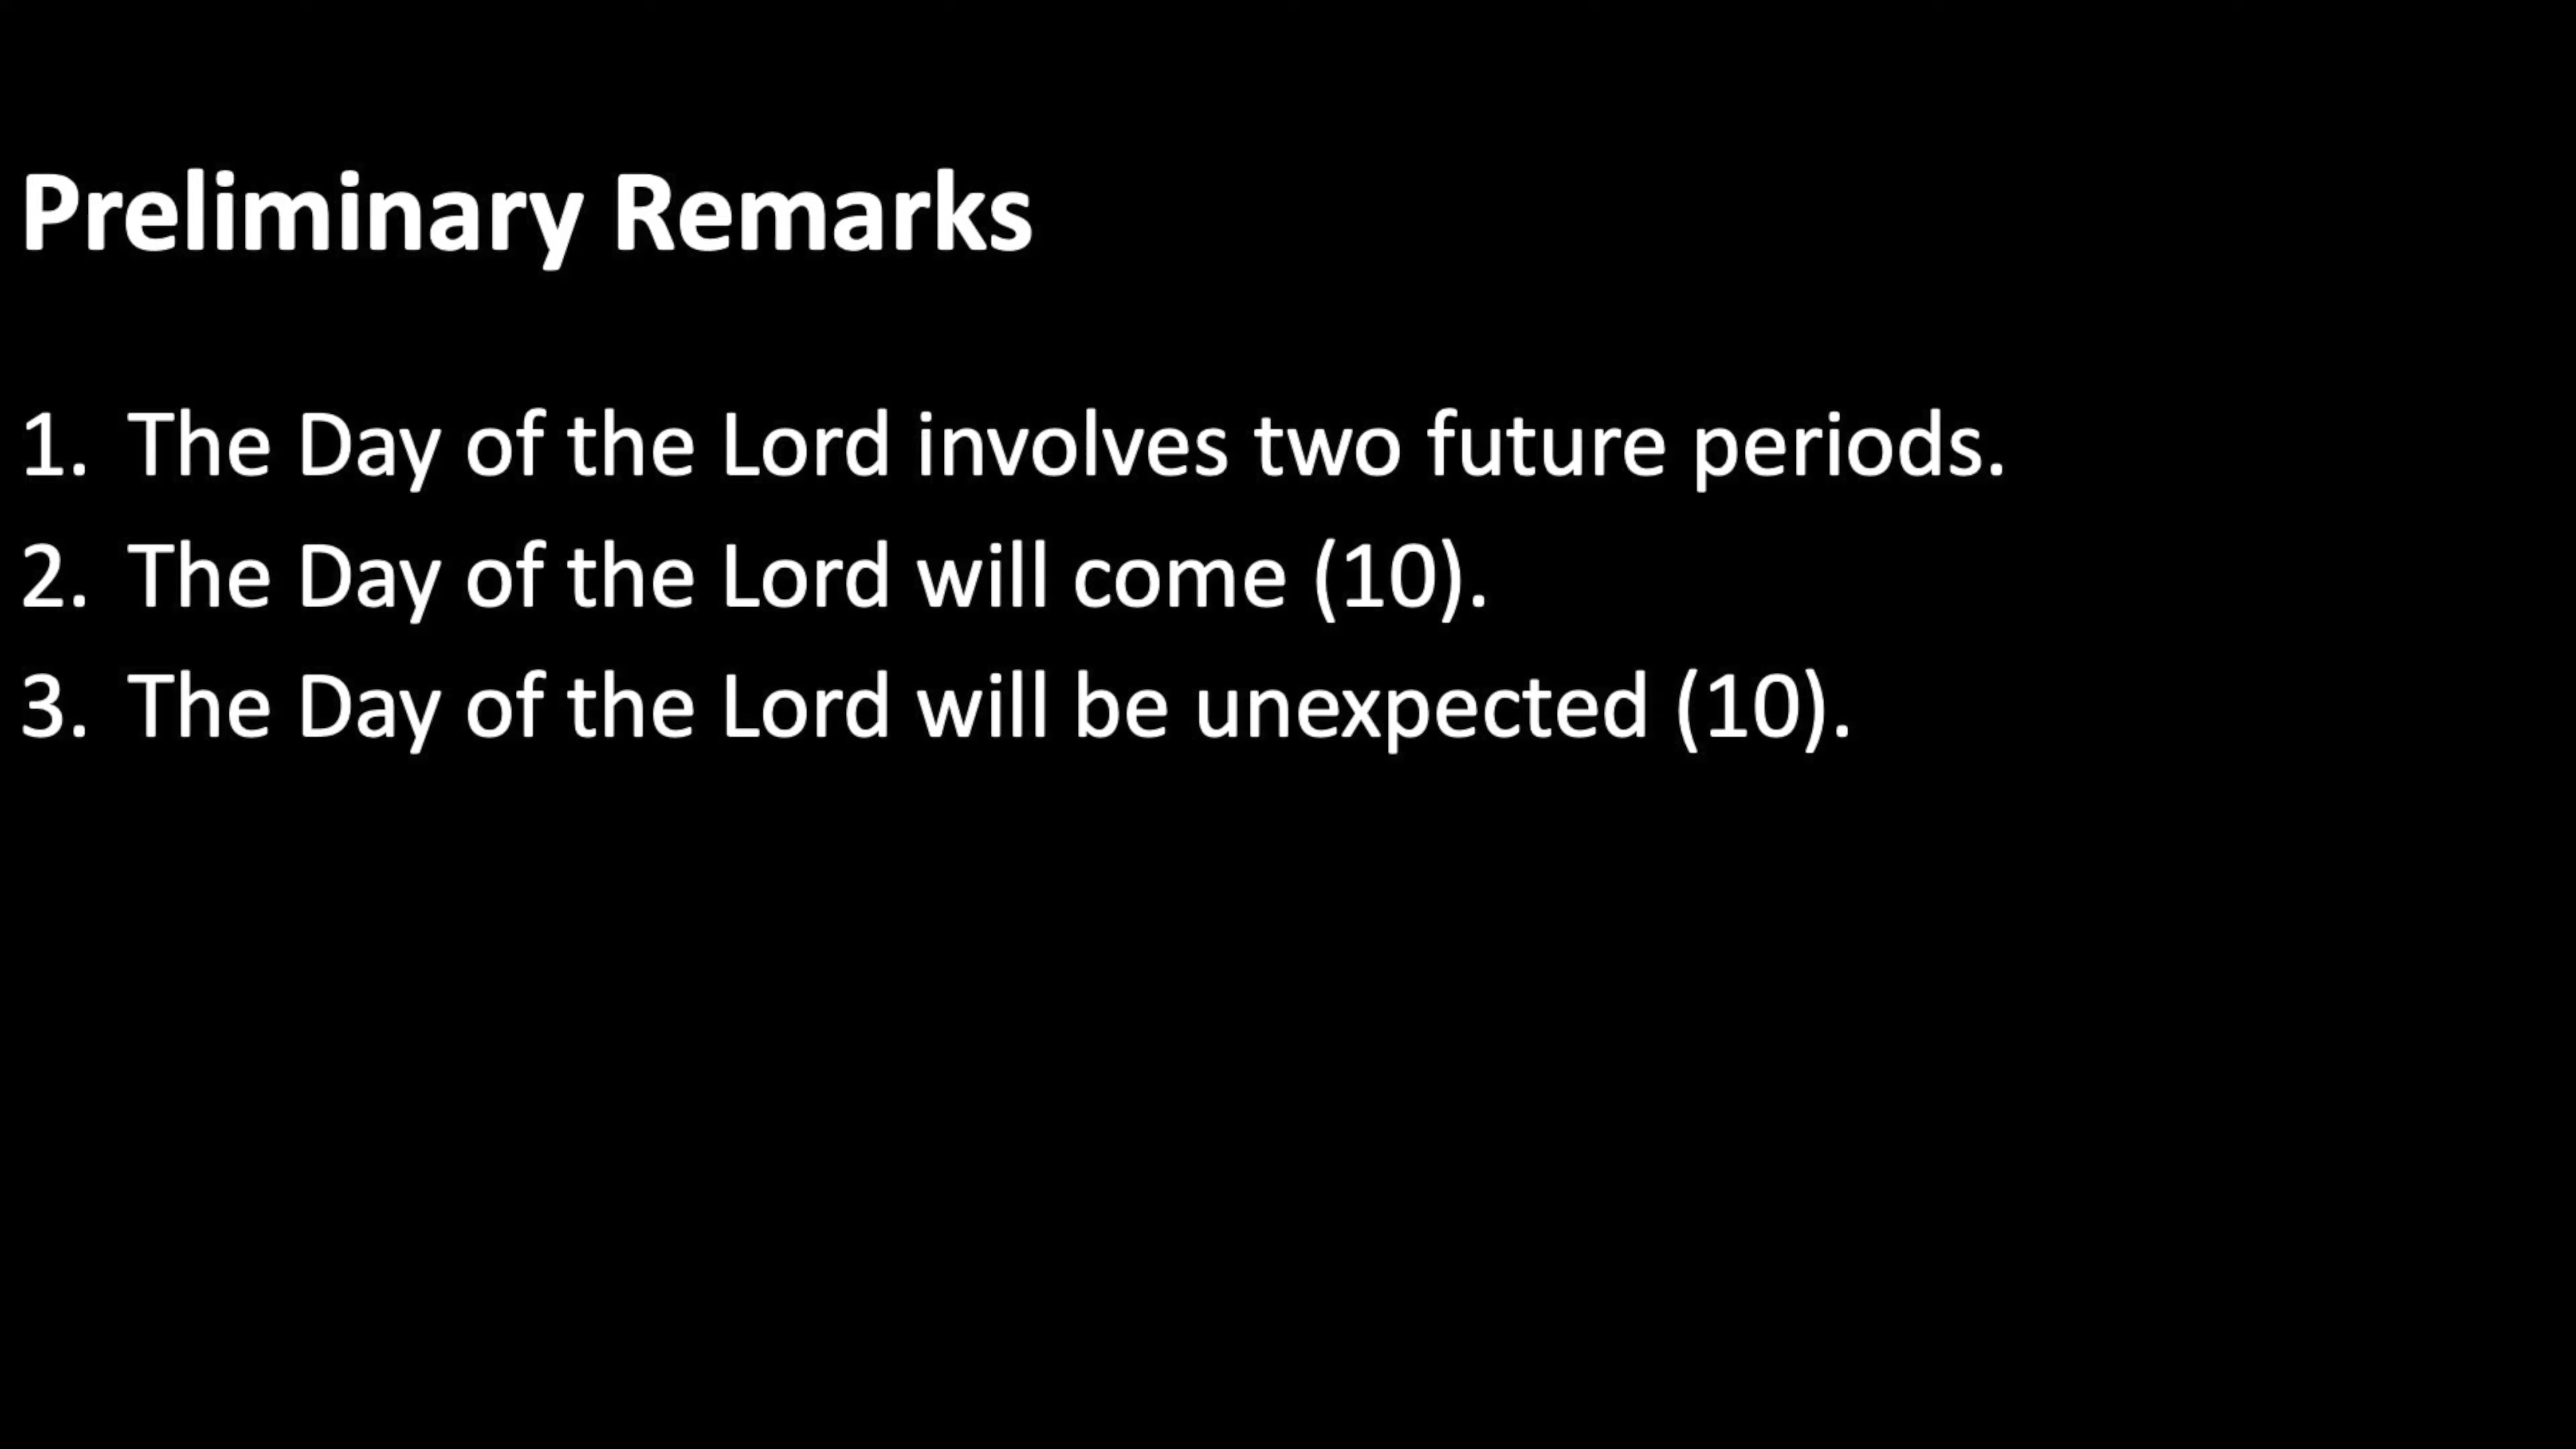 Preliminary Remarks
1. The Day of the Lord involves two future periods.
2. The Day of the Lord will come (10).
3. The Day of the Lord will be unexpected (10).